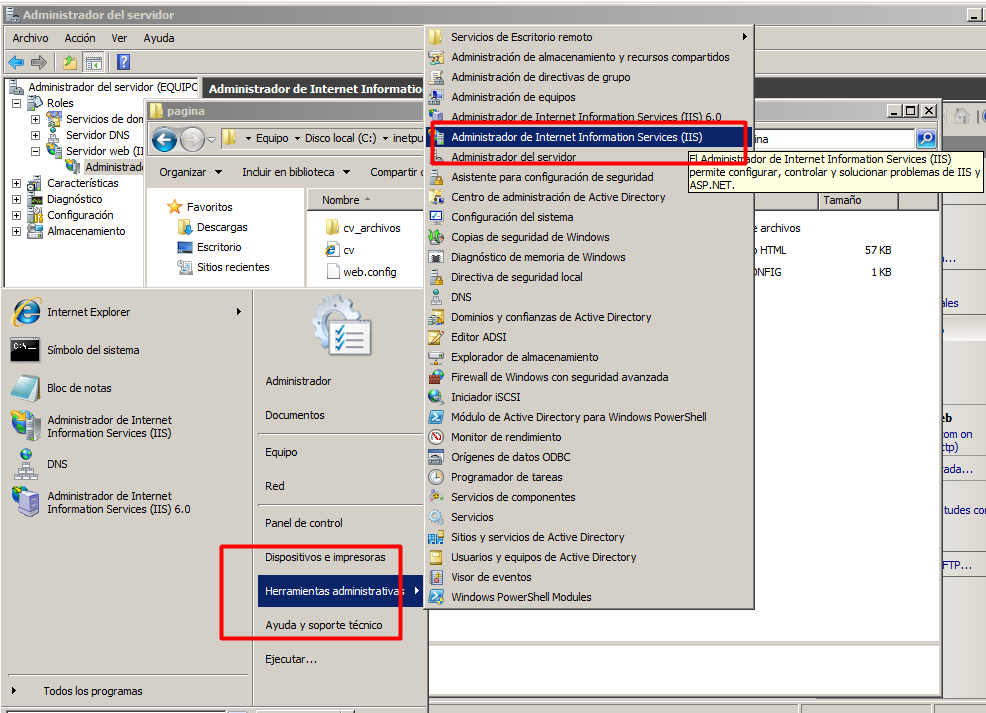 Administrador del servidor
Archivo Acción Ver Ayuda
Administrador del servidor (EQUIPO
Roles
Servicios de don
Servidor DNS
Servidor web (II
Administrado
Características
Diagnóstico
Configuración
Almacenamiento
Administrador de Internet Informatio
pagina
Equipo Disco local (C:) inetpu
ina
Organizar Incluir en biblioteca Compartir
Favoritos
Descargas
Escritorio
Sitios recientes
Nombre
cv_archivos
cv
web.config
Tamaño
e archivos
o HTML 57 KB
ONFIG 1 KB
Servicios de Escritorio remoto
Administración de almacenamiento y recursos compartidos
Administración de directivas de grupo
Administración de equipos
Administrador de Internet Information Services (IIS) 6.0
Administrador de Internet Information Services (IIS)
Administrador del servidor
Asistente para configuración de seguridad
Centro de administración de Active Directory
Configuración del sistema
Copias de seguridad de Windows
Diagnóstico de memoria de Windows
Directiva de seguridad local
DNS
Dominios y confianzas de Active Directory
Editor ADSI
Explorador de almacenamiento
Firewall de Windows con seguridad avanzada
Iniciador iSCSI
Módulo de Active Directory para Windows PowerShell
Monitor de rendimiento
Orígenes de datos ODBC
Programador de tareas
Servicios de componentes
Servicios
Sitios y servicios de Active Directory
Usuarios y equipos de Active Directory
Visor de eventos
Windows PowerShell Modules
El Administrador de Internet Information Services (IIS)
permite configurar, controlar y solucionar problemas de IIS y
ASP.NET.
Internet Explorer
Símbolo del sistema
Bloc de notas
Administrador de Internet
Information Services (IIS)
DNS
Administrador de Internet
Information Services (IIS) 6.0
Todos los programas
Administrador
Documentos
Equipo
Red
Panel de control
Dispositivos e impresoras
Herramientas administrativas
Ayuda y soporte técnico
Ejecutar...
...
ales
eb
om on
ttp)
ada...
tudes co
FTP...